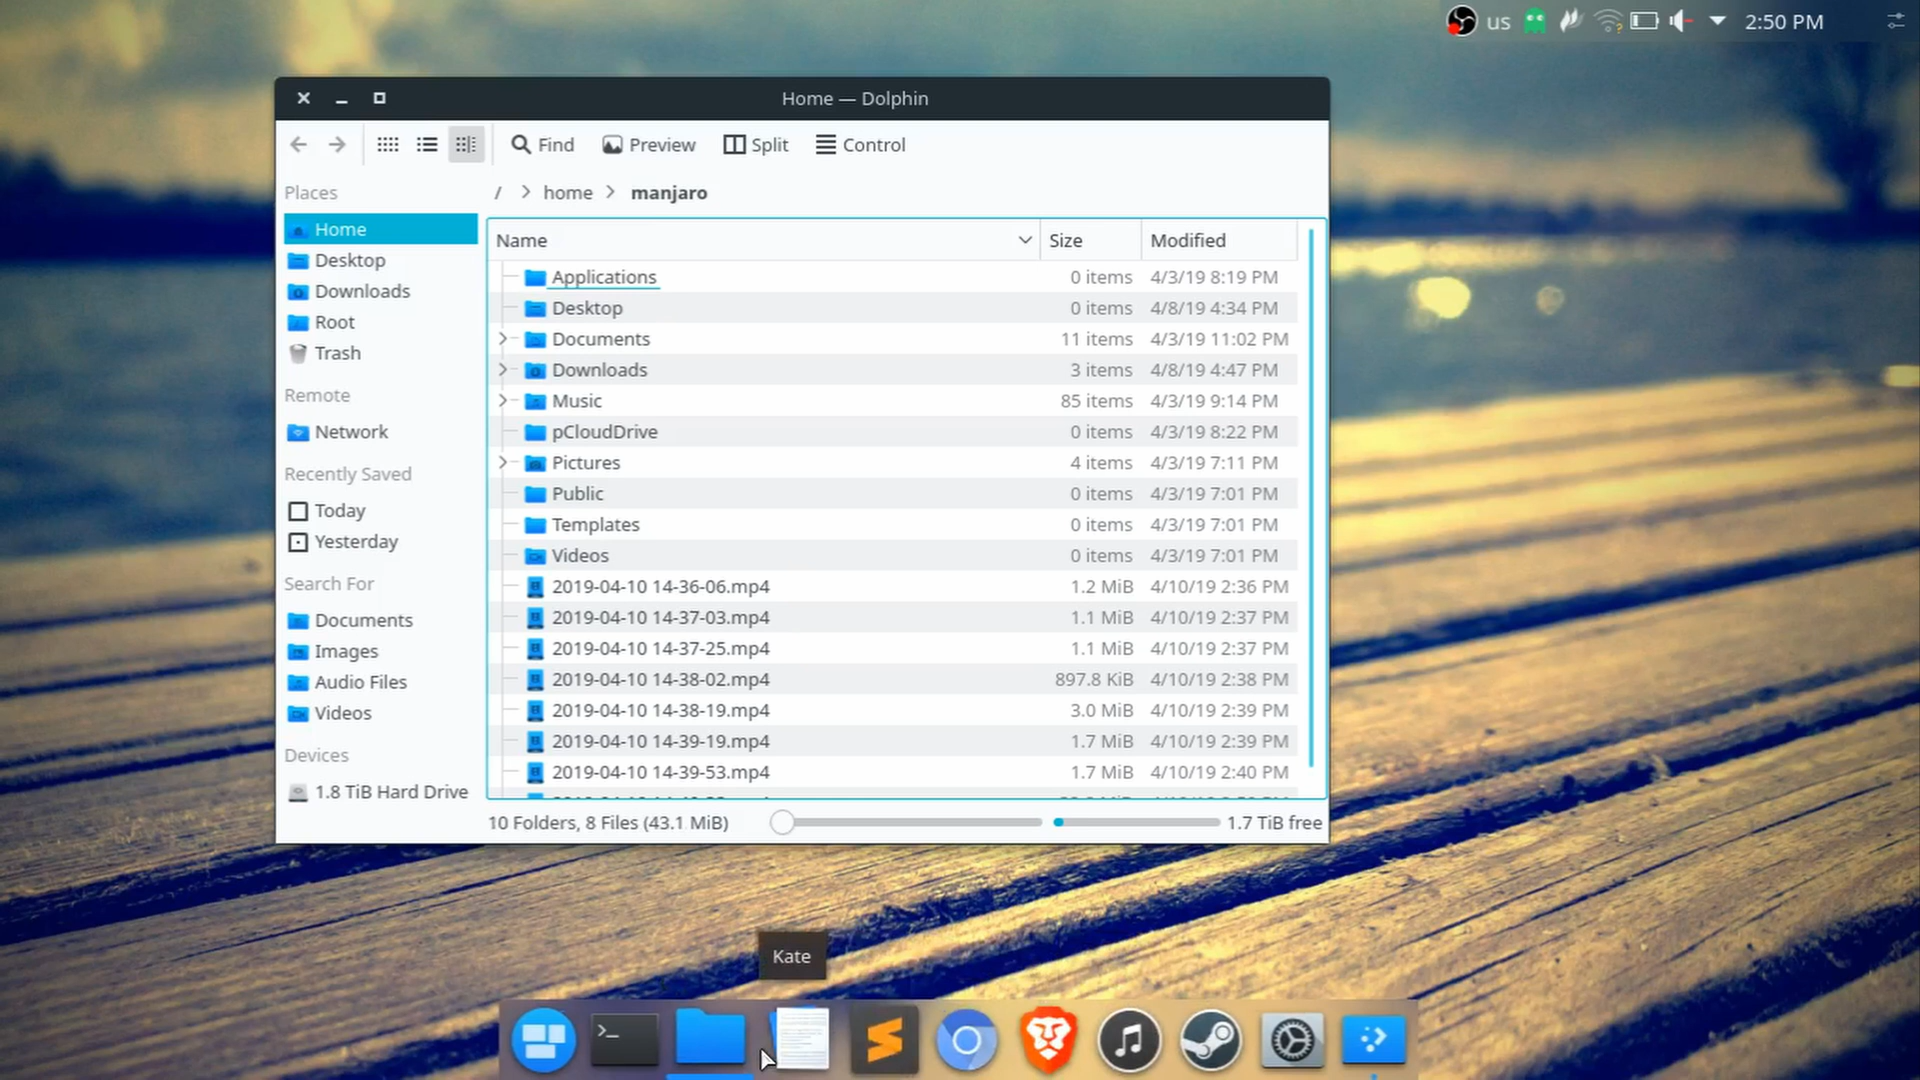 us 2:50 PM
Home — Dolphin
Find Preview Split Control
/ > home > manjaro
Places
Home
Desktop
Downloads
Root
Trash
Remote
Network
Recently Saved
Today
Yesterday
Search For
Documents
Images
Audio Files
Videos
Devices
1.8 TiB Hard Drive
Name Size Modified
Applications 0 items 4/3/19 8:19 PM
Desktop 0 items 4/8/19 4:34 PM
Documents 11 items 4/3/19 11:02 PM
Downloads 3 items 4/8/19 4:47 PM
Music 85 items 4/3/19 9:14 PM
pCloudDrive 0 items 4/3/19 8:22 PM
Pictures 4 items 4/3/19 7:11 PM
Public 0 items 4/3/19 7:01 PM
Templates 0 items 4/3/19 7:01 PM
Videos 0 items 4/3/19 7:01 PM
2019-04-10 14-36-06.mp4 1.2 MiB 4/10/19 2:36 PM
2019-04-10 14-37-03.mp4 1.1 MiB 4/10/19 2:37 PM
2019-04-10 14-37-25.mp4 1.1 MiB 4/10/19 2:37 PM
2019-04-10 14-38-02.mp4 897.8 KiB 4/10/19 2:38 PM
2019-04-10 14-38-19.mp4 3.0 MiB 4/10/19 2:39 PM
2019-04-10 14-39-19.mp4 1.7 MiB 4/10/19 2:39 PM
2019-04-10 14-39-53.mp4 1.7 MiB 4/10/19 2:40 PM
10 Folders, 8 Files (43.1 MiB) 1.7 TiB free
Kate